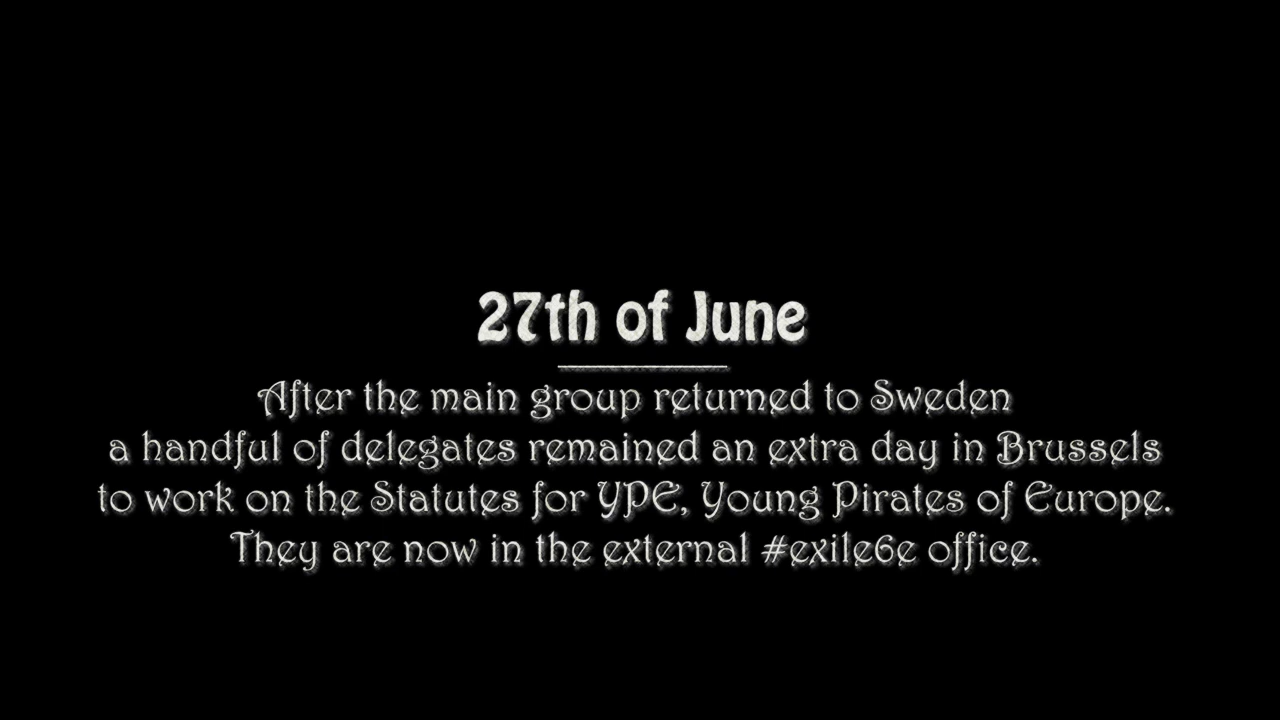 27th of June
After the main group returned to Sweden
a handful of delegates remained an extra day in Brussels
to work on the Statutes for YPE, Young Pirates of Europe.
They are now in the external #exile6e office.